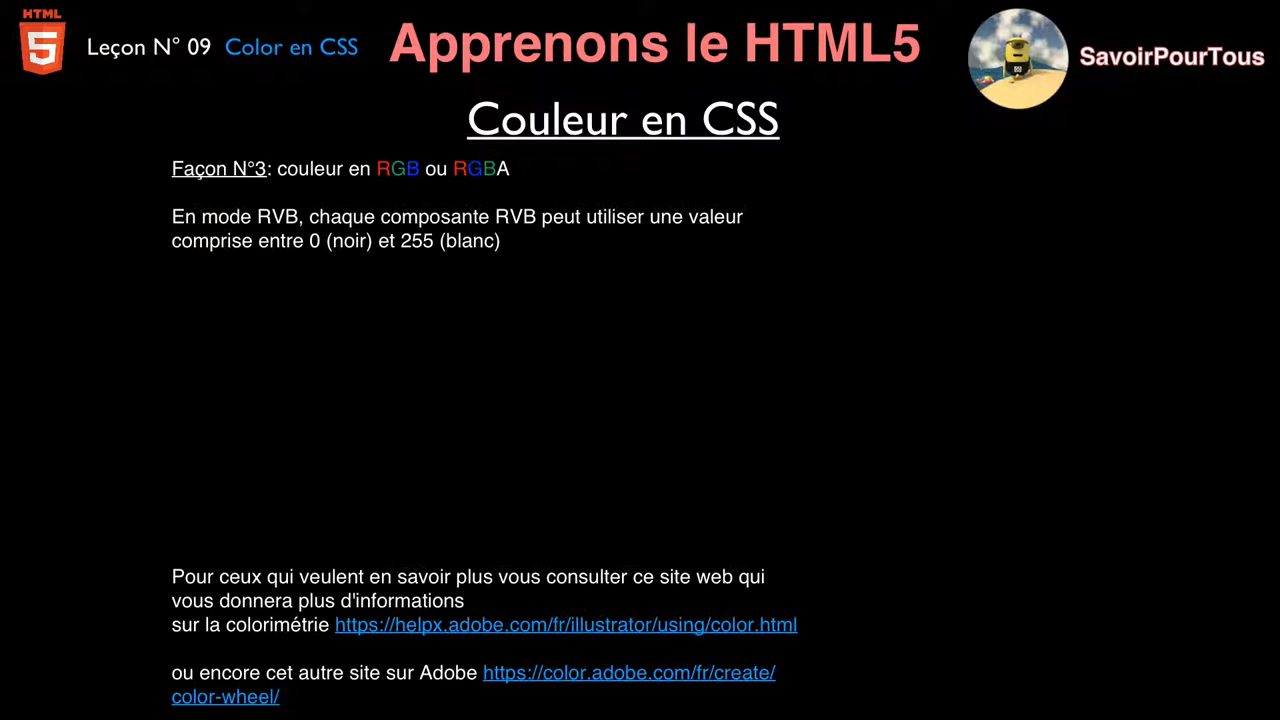 HTML
5
Leçon N° 09 Color en CSS
Apprenons le HTML5
SavoirPourTous
Couleur en CSS
Façon N°3: couleur en RGB ou RGBA
En mode RVB, chaque composante RVB peut utiliser une valeur
comprise entre 0 (noir) et 255 (blanc)
Pour ceux qui veulent en savoir plus vous consulter ce site web qui
vous donnera plus d'informations
sur la colorimétrie https://helpx.adobe.com/fr/illustrator/using/color.html
ou encore cet autre site sur Adobe https://color.adobe.com/fr/create/
color-wheel/